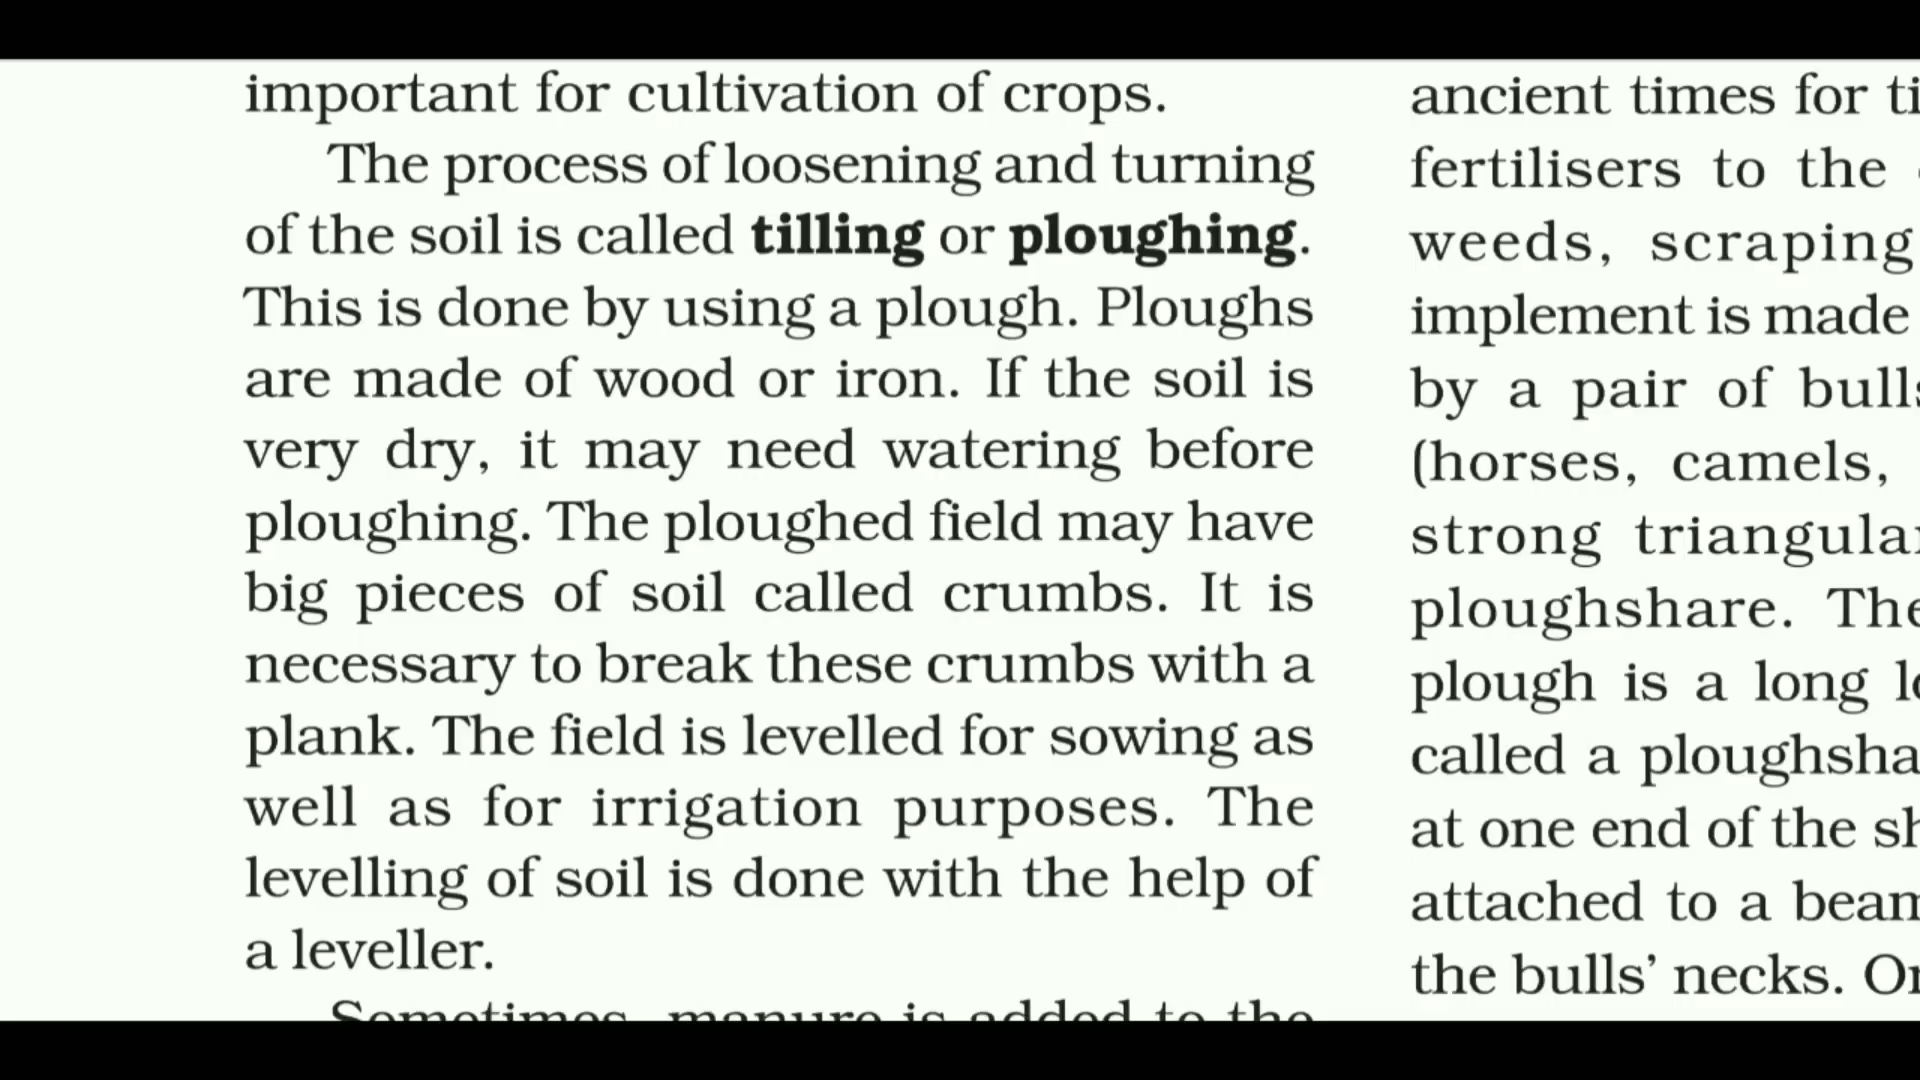 important for cultivation of crops.
The process of loosening and turning
of the soil is called tilling or ploughing.
This is done by using a plough. Ploughs
are made of wood or iron. If the soil is
very dry, it may need watering before
ploughing. The ploughed field may have
big pieces of soil called crumbs. It is
necessary to break these crumbs with a
plank. The field is levelled for sowing as
well as for irrigation purposes. The
levelling of soil is done with the help of
a leveller.
Sometimes, manure is added to the
ancient times for
fertilisers to the
weeds, scraping
implement is made
by a pair of
(horses, camels,
strong
ploughshare.
plough is a long
called a
at one end of the
attached to a
the bulls’ necks.